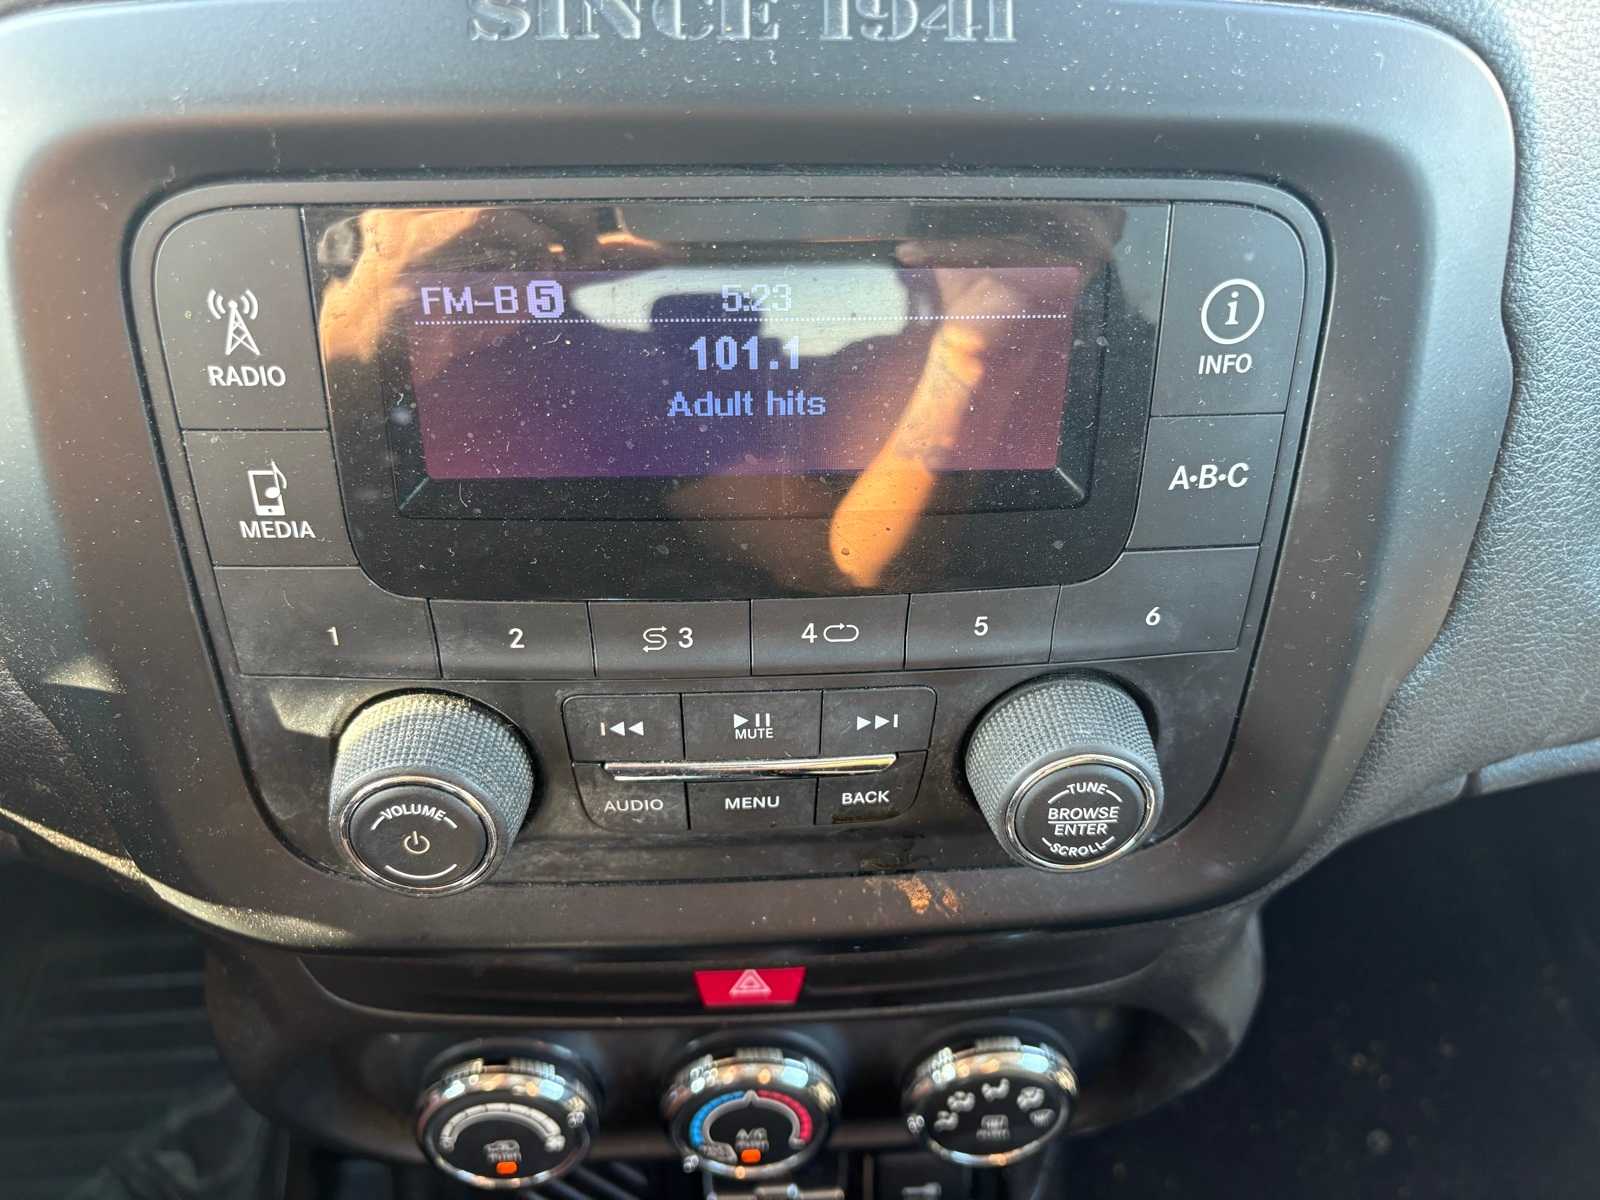 SINCE 1941
FM-B 5 5:23
101.1
Adult hits
RADIO
MEDIA
INFO
A·B·C
1 2 3 4 5 6
VOLUME
MUTE
AUDIO MENU BACK
TUNE
BROWSE
ENTER
SCROLL
A/C